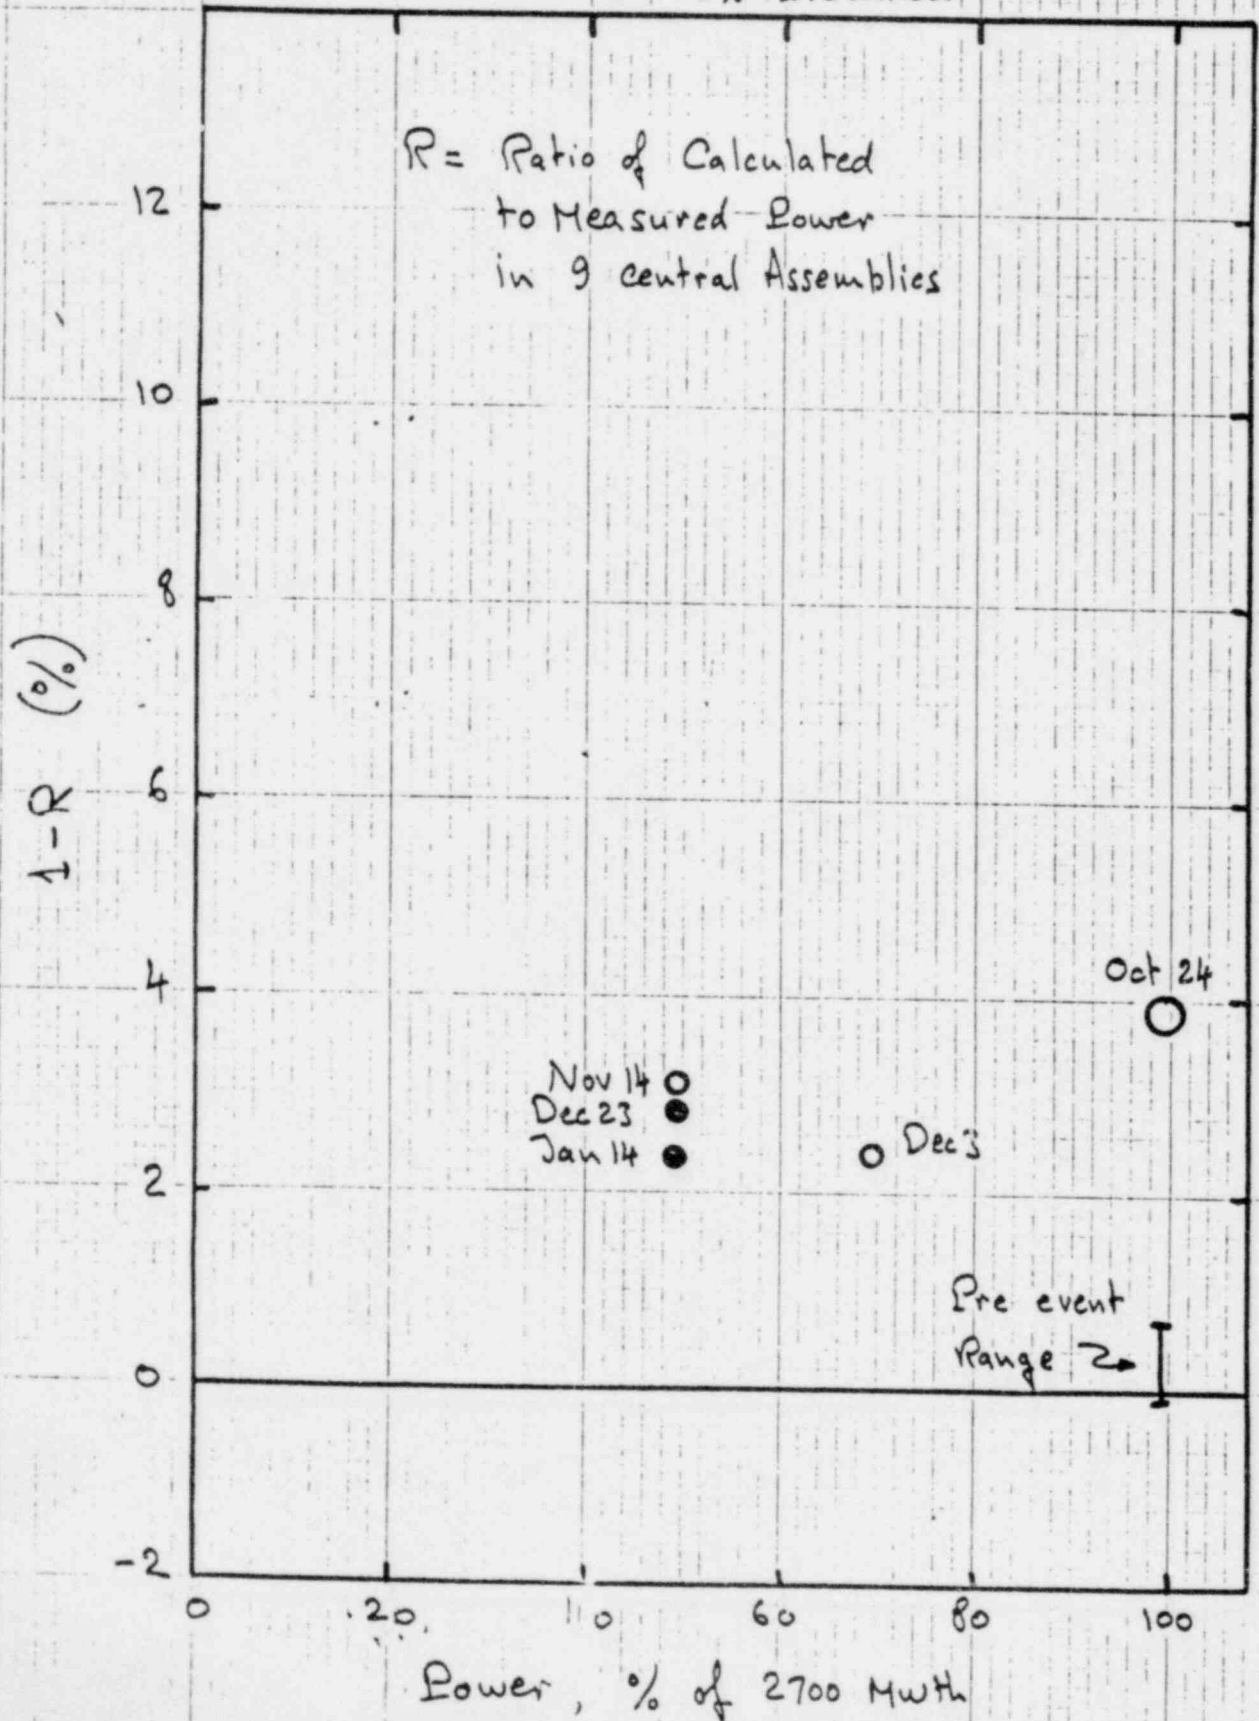 R = Ratio of Calculated
to Measured Power
in 9 central Assemblies
12
10
8
6
4
2
0
-2
1-R (%)
Oct 24
Nov 14
Dec 23
Jan 14
Dec 3
Pre event
Range
0
20
60
80
100
Power, % of 2700 Mwth